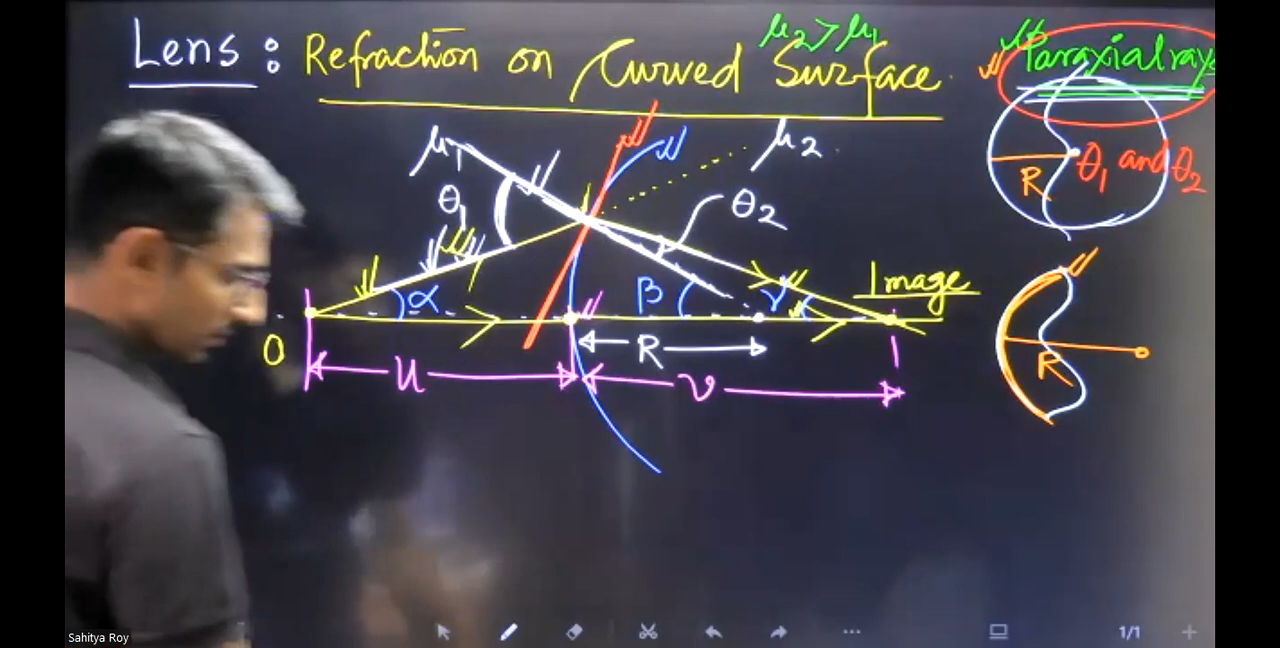 Lens : Refraction on Curved Surface
μ₂>μ₁
Paraxial rays
μ₁
μ₂
θ₁
θ₂
θ₁ and θ₂
R
α
β
γ
Image
O
R
R
u
v
Sahitya Roy
1/1